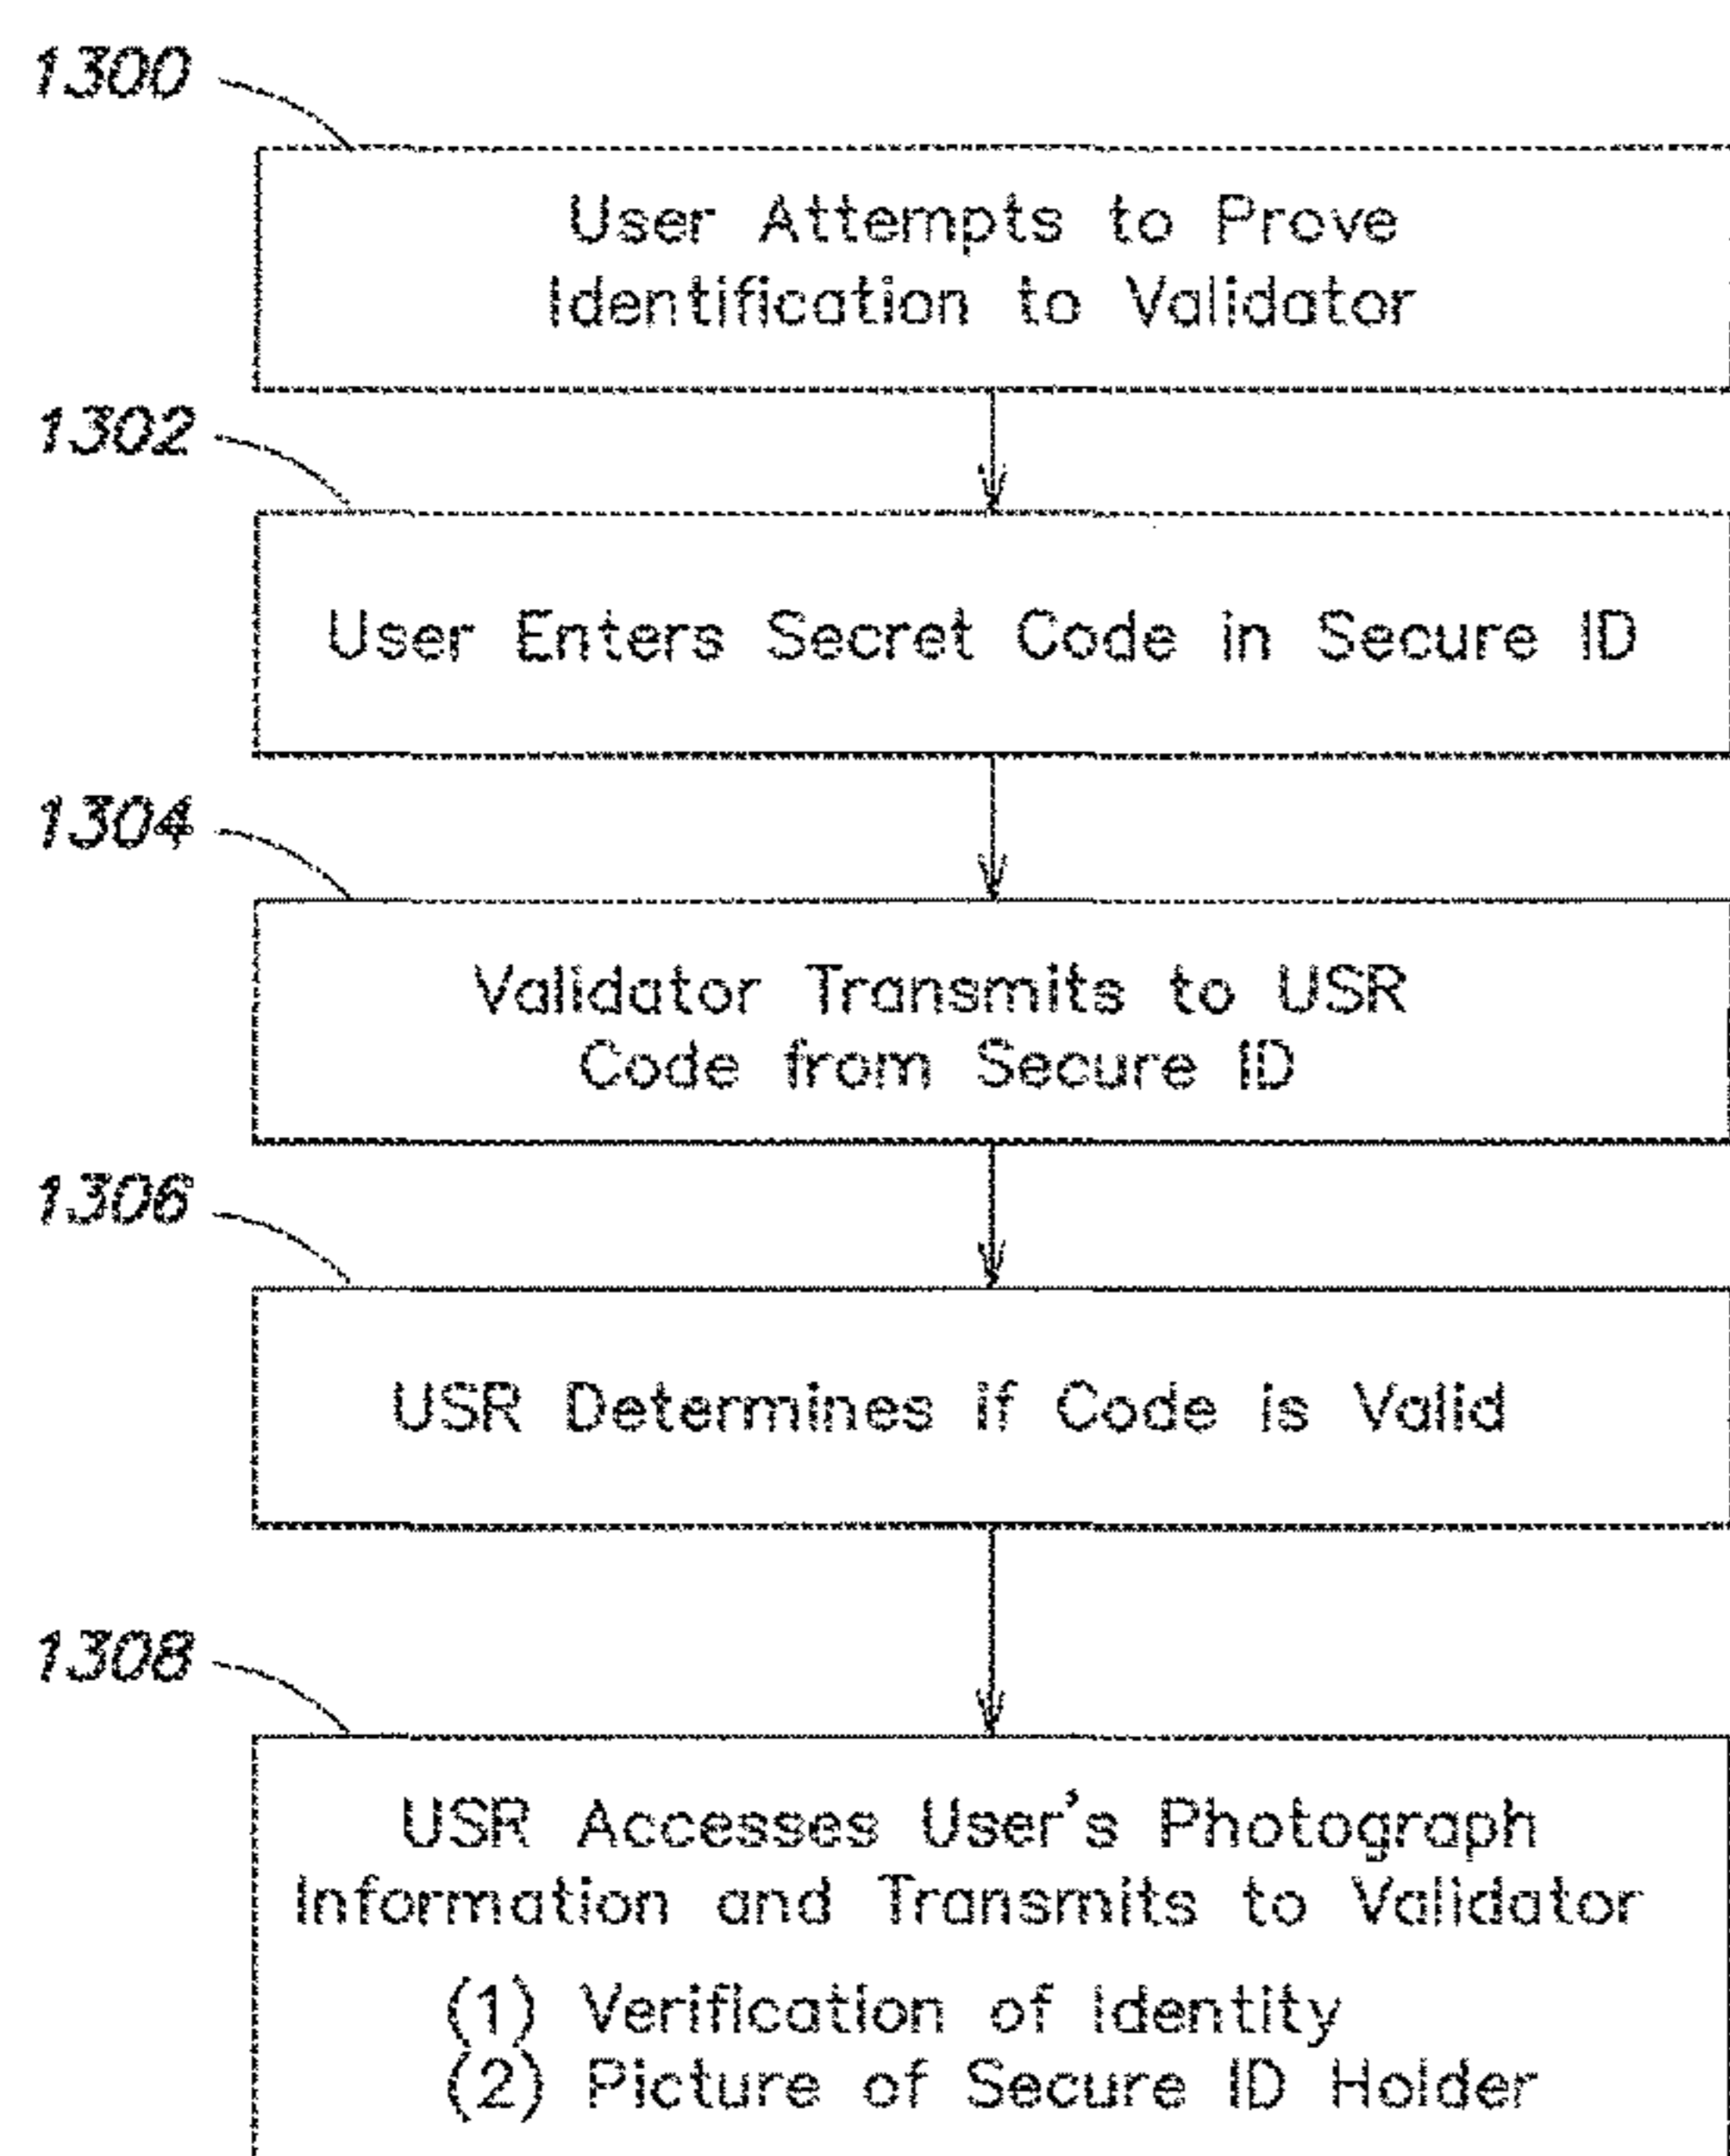 1300
User Attempts to Prove
Identification to Validator
1302
User Enters Secret Code in Secure ID
1304
Validator Transmits to USR
Code from Secure ID
1306
USR Determines if Code is Valid
1308
USR Accesses User's Photograph
Information and Transmits to Validator
(1) Verification of Identity
(2) Picture of Secure ID Holder